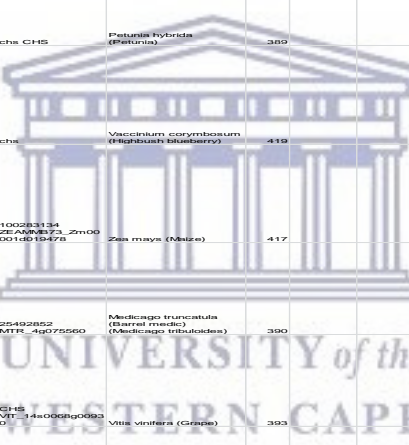 Petunia hybrida
chs CHS (Petunia) 389
Vaccinium corymbosum
chs (Highbush blueberry) 419
100283134
ZEAMMB73_Zm00
001d019478 Zea mays (Maize) 417
Medicago truncatula
25492852 (Barrel medic)
MTR_4g075560 (Medicago tribuloides) 390
UNIVERSITY of the
CHS
VIT_14s0068g0093
0 Vitis vinifera (Grape) 393
WESTERN CAPE